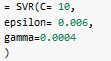 = SVR(C= 10,
epsilon= 0.006,
gamma=0.0004
)